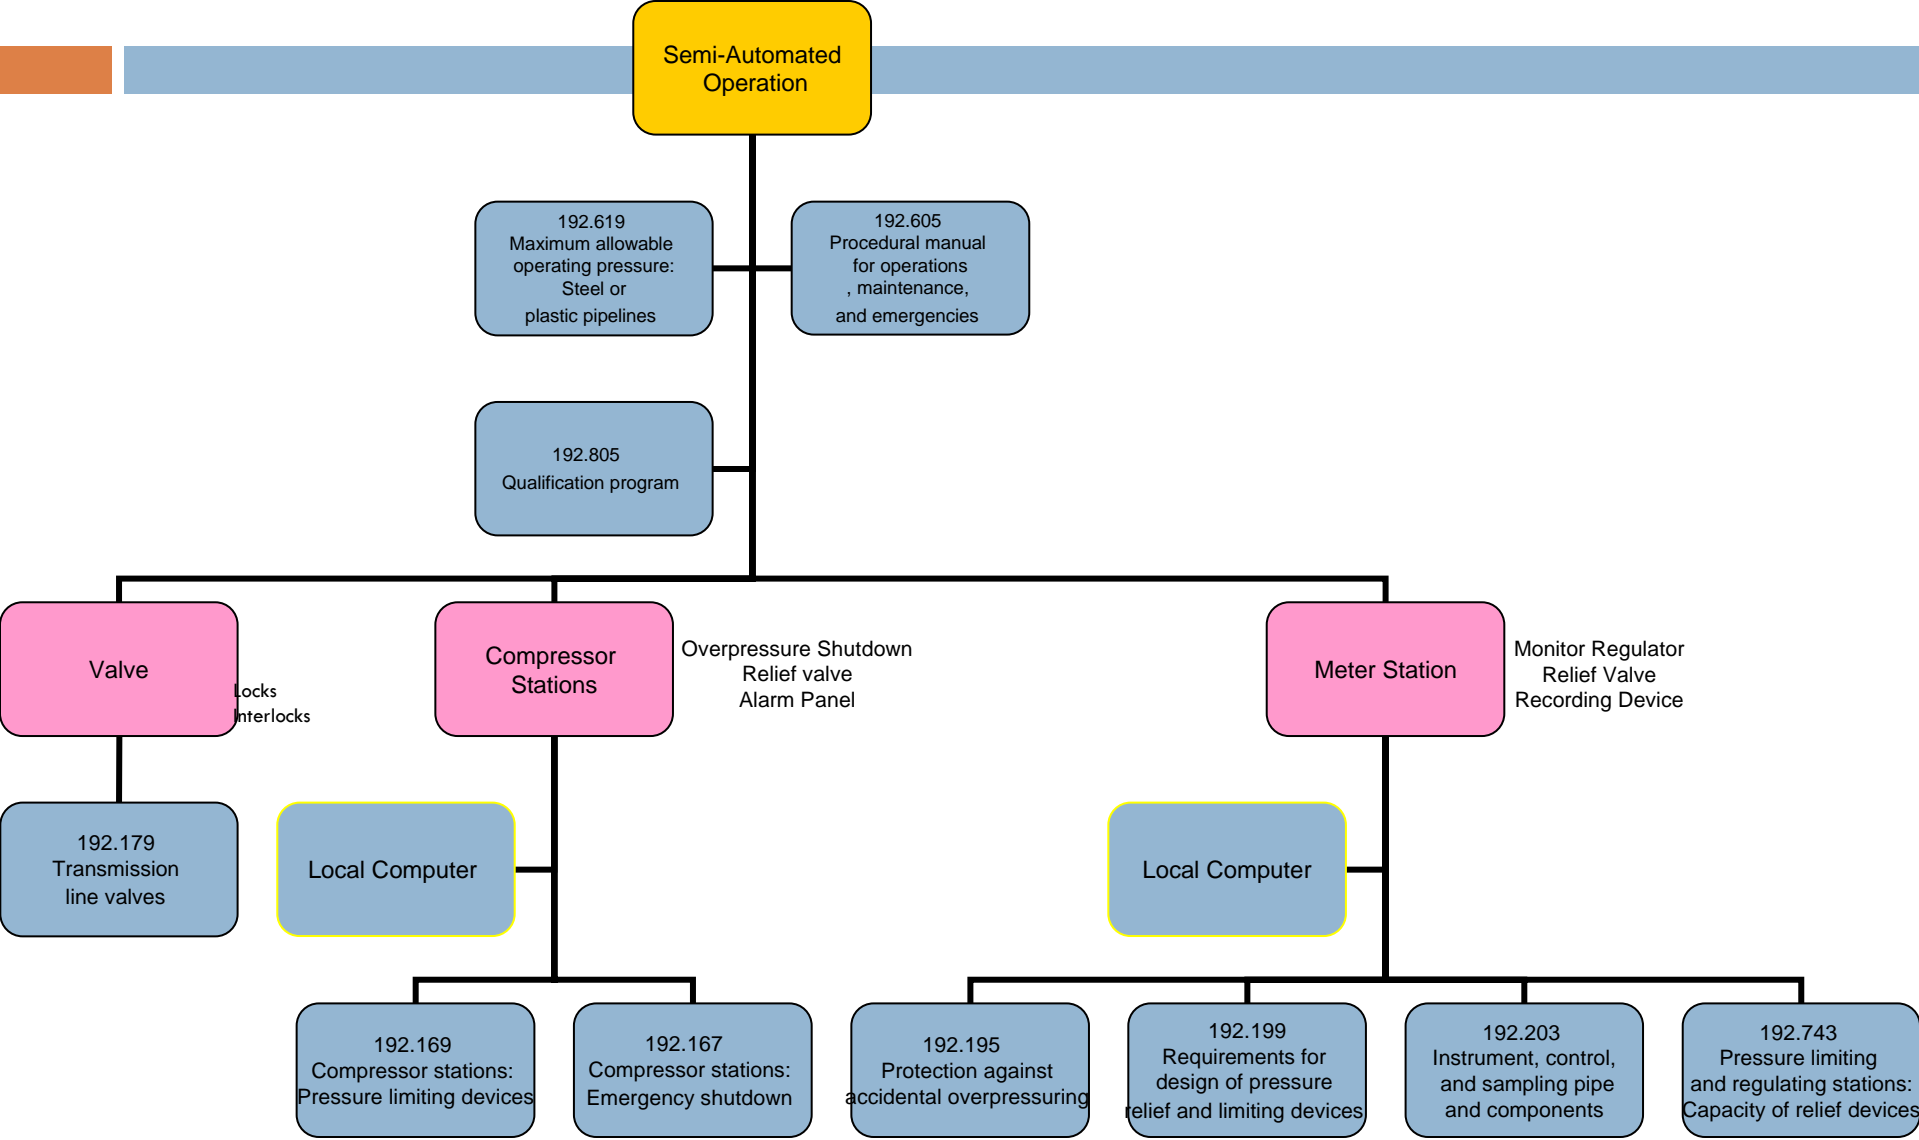 Semi-Automated
Operation
192.619
Maximum allowable
operating pressure:
Steel or
plastic pipelines
192.605
Procedural manual
for operations
, maintenance,
and emergencies
192.805
Qualification program
Valve
Locks
Interlocks
Compressor
Stations
Overpressure Shutdown
Relief valve
Alarm Panel
Meter Station
Monitor Regulator
Relief Valve
Recording Device
192.179
Transmission
line valves
Local Computer
Local Computer
192.169
Compressor stations:
Pressure limiting devices
192.167
Compressor stations:
Emergency shutdown
192.195
Protection against
accidental overpressuring
192.199
Requirements for
design of pressure
relief and limiting devices
192.203
Instrument, control,
and sampling pipe
and components
192.743
Pressure limiting
and regulating stations:
Capacity of relief devices